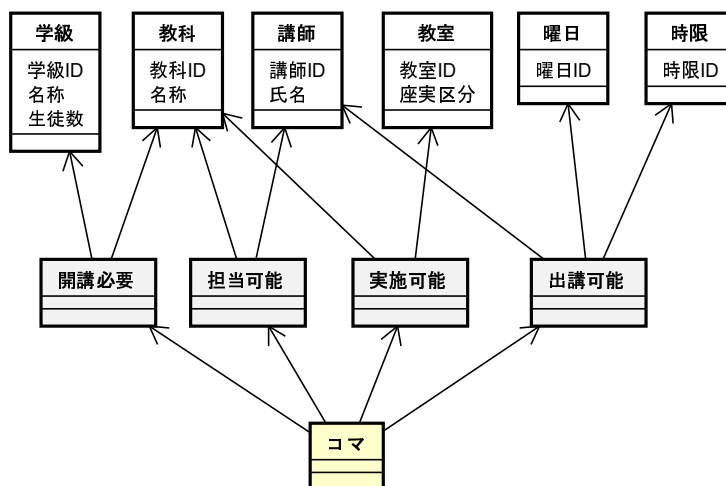 学級
学級ID
名称
生徒数
教科
教科ID
名称
講師
講師ID
氏名
教室
教室ID
座実区分
曜日
曜日ID
時限
時限ID
開講必要
担当可能
実施可能
出講可能
コマ